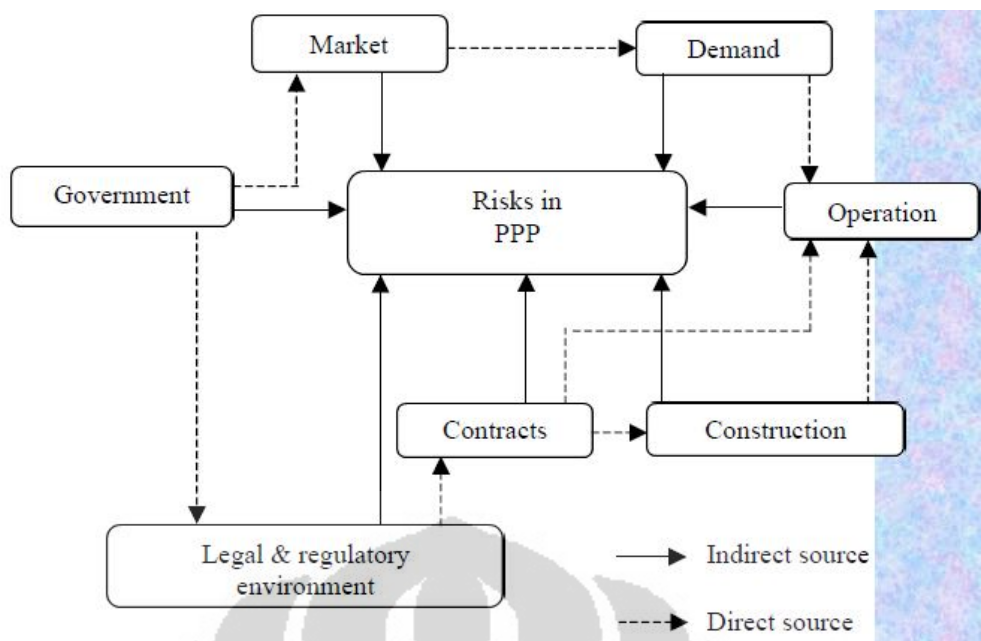 Market
Demand
Government
Risks in
PPP
Operation
Contracts
Construction
Legal & regulatory
environment
Indirect source
Direct source